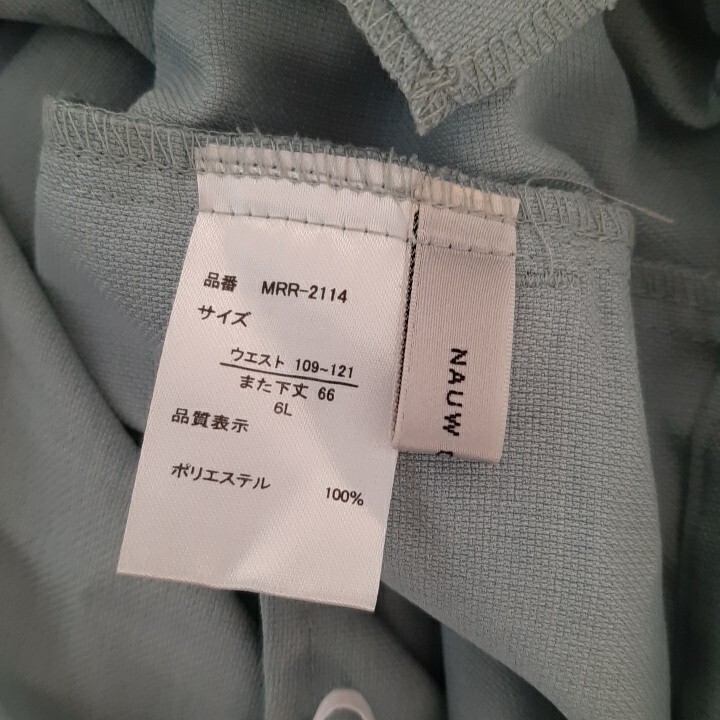 品番 MRR-2114
サイズ
ウエスト 109~121
また下丈 66
6L
品質表示
ポリエステル 100%
NAUW